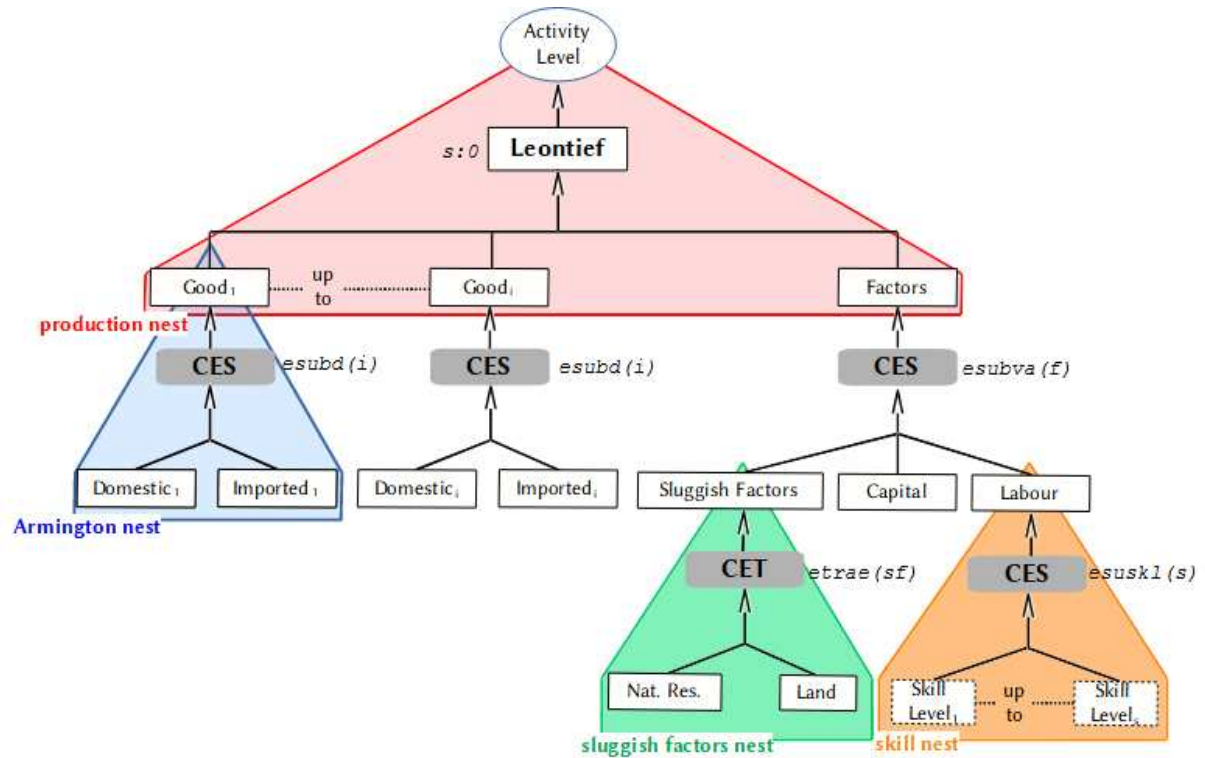 Activity
Level
s:0
Leontief
Good₁
up
to
Goodᵢ
Factors
production nest
CES
esubd(i)
CES
esubd(i)
CES
esubva(f)
Domestic₁
Imported₁
Domesticᵢ
Importedᵢ
Sluggish Factors
Capital
Labour
Armington nest
CET
etrae(sf)
CES
esuskl(s)
Nat. Res.
Land
Skill
Level₁
up
to
Skill
Levelₛ
sluggish factors nest
skill nest